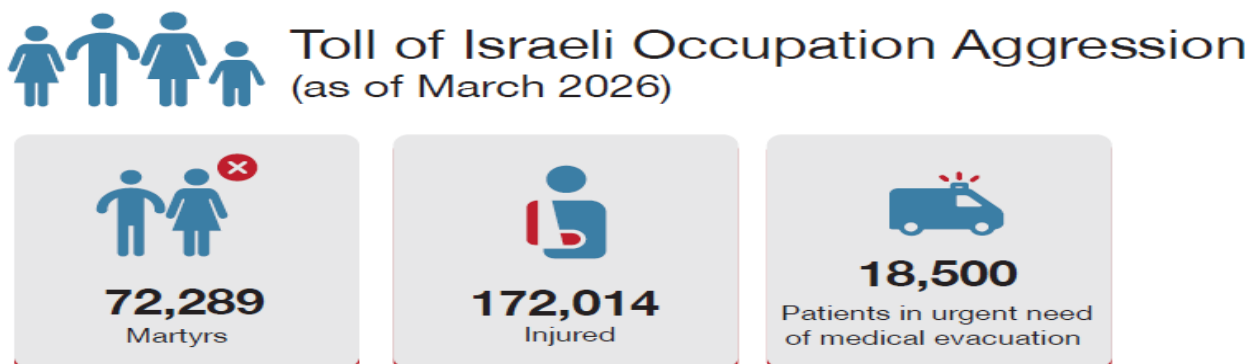 Toll of Israeli Occupation Aggression
(as of March 2026)
72,289
Martyrs
172,014
Injured
18,500
Patients in urgent need
of medical evacuation